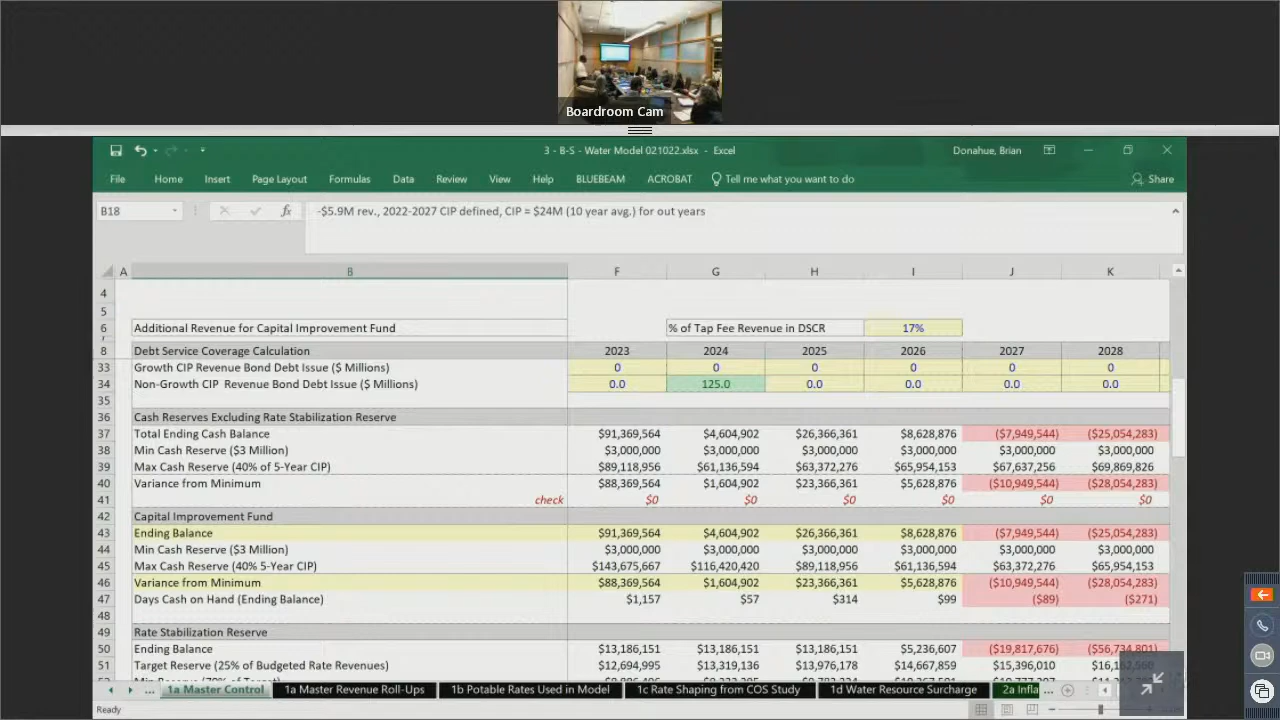 Boardroom Cam
3 - B-S - Water Model 021022.xlsx - Excel
Donahue, Brian
File Home Insert Page Layout Formulas Data Review View Help BLUEBEAM ACROBAT Tell me what you want to do Share
B18 fx -$5.9M rev., 2022-2027 CIP defined, CIP = $24M (10 year avg.) for out years
A B F G H I J K
4
5
6 Additional Revenue for Capital Improvement Fund % of Tap Fee Revenue in DSCR 17%
8 Debt Service Coverage Calculation 2023 2024 2025 2026 2027 2028
33 Growth CIP Revenue Bond Debt Issue ($ Millions) 0 0 0 0 0 0
34 Non-Growth CIP Revenue Bond Debt Issue ($ Millions) 0.0 125.0 0.0 0.0 0.0 0.0
35
36 Cash Reserves Excluding Rate Stabilization Reserve
37 Total Ending Cash Balance $91,369,564 $4,604,902 $26,366,361 $8,628,876 ($7,949,544) ($25,054,283)
38 Min Cash Reserve ($3 Million) $3,000,000 $3,000,000 $3,000,000 $3,000,000 $3,000,000 $3,000,000
39 Max Cash Reserve (40% of 5-Year CIP) $89,118,956 $61,136,594 $63,372,276 $65,954,153 $67,637,256 $69,869,826
40 Variance from Minimum $88,369,564 $1,604,902 $23,366,361 $5,628,876 ($10,949,544) ($28,054,283)
41 check $0 $0 $0 $0 $0 $0
42 Capital Improvement Fund
43 Ending Balance $91,369,564 $4,604,902 $26,366,361 $8,628,876 ($7,949,544) ($25,054,283)
44 Min Cash Reserve ($3 Million) $3,000,000 $3,000,000 $3,000,000 $3,000,000 $3,000,000 $3,000,000
45 Max Cash Reserve (40% 5-Year CIP) $143,675,667 $116,420,420 $89,118,956 $61,136,594 $63,372,276 $65,954,153
46 Variance from Minimum $88,369,564 $1,604,902 $23,366,361 $5,628,876 ($10,949,544) ($28,054,283)
47 Days Cash on Hand (Ending Balance) $1,157 $57 $314 $99 ($89) ($271)
48
49 Rate Stabilization Reserve
50 Ending Balance $13,186,151 $13,186,151 $13,186,151 $5,236,607 ($19,817,676) ($56,734,801)
51 Target Reserve (25% of Budgeted Rate Revenues) $12,694,995 $13,319,136 $13,976,178 $14,667,859 $15,396,010
... 1a Master Control 1a Master Revenue Roll-Ups 1b Potable Rates Used in Model 1c Rate Shaping from COS Study 1d Water Resource Surcharge 2a Infla ...
Ready